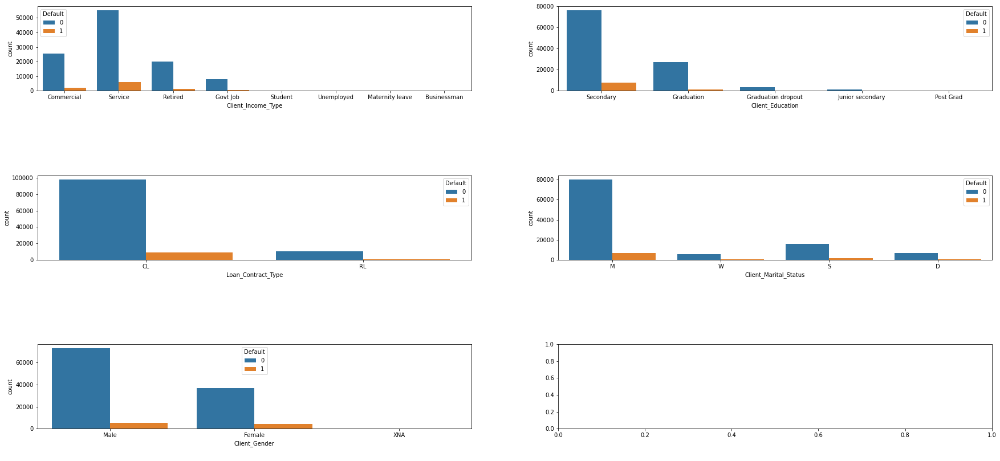 Default
0
1
50000
40000
30000
20000
10000
0
count
Commercial Service Retired Govt Job Student Unemployed Maternity leave Businessman
Client_Income_Type
Default
0
1
80000
60000
40000
20000
0
count
Secondary Graduation Graduation dropout Junior secondary Post Grad
Client_Education
Default
0
1
100000
80000
60000
40000
20000
0
count
CL RL
Loan_Contract_Type
Default
0
1
80000
60000
40000
20000
0
count
M W S D
Client_Marital_Status
Default
0
1
60000
40000
20000
0
count
Male Female XNA
Client_Gender
1.0
0.8
0.6
0.4
0.2
0.0
0.0 0.2 0.4 0.6 0.8 1.0